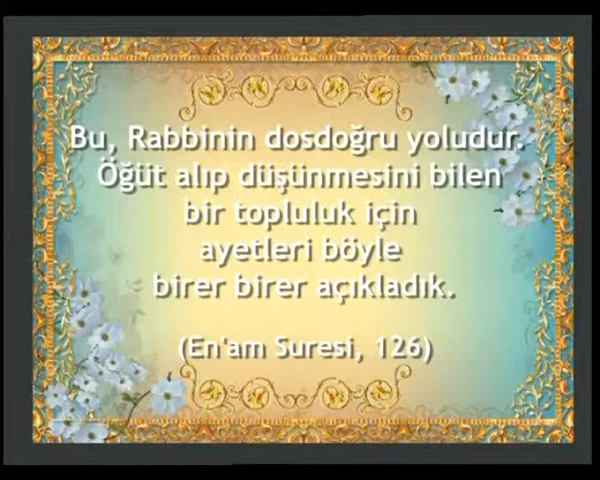 Bu, Rabbinin dosdoğru yoludur.
Öğüt alıp düşünmesini bilen
bir topluluk için
ayetleri böyle
birer birer açıkladık.
(En'am Suresi, 126)